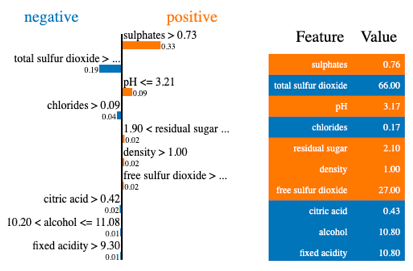 negative positive
sulphates > 0.73
0.33
total sulfur dioxide > ...
0.19
pH <= 3.21
0.09
chlorides > 0.09
0.04
1.90 < residual sugar ...
0.02
density > 1.00
0.02
free sulfur dioxide > ...
0.02
citric acid > 0.42
0.02
10.20 < alcohol <= 11.08
0.01
fixed acidity > 9.30
0.01
Feature Value
sulphates 0.76
total sulfur dioxide 66.00
pH 3.17
chlorides 0.17
residual sugar 2.10
density 1.00
free sulfur dioxide 27.00
citric acid 0.43
alcohol 10.80
fixed acidity 10.80